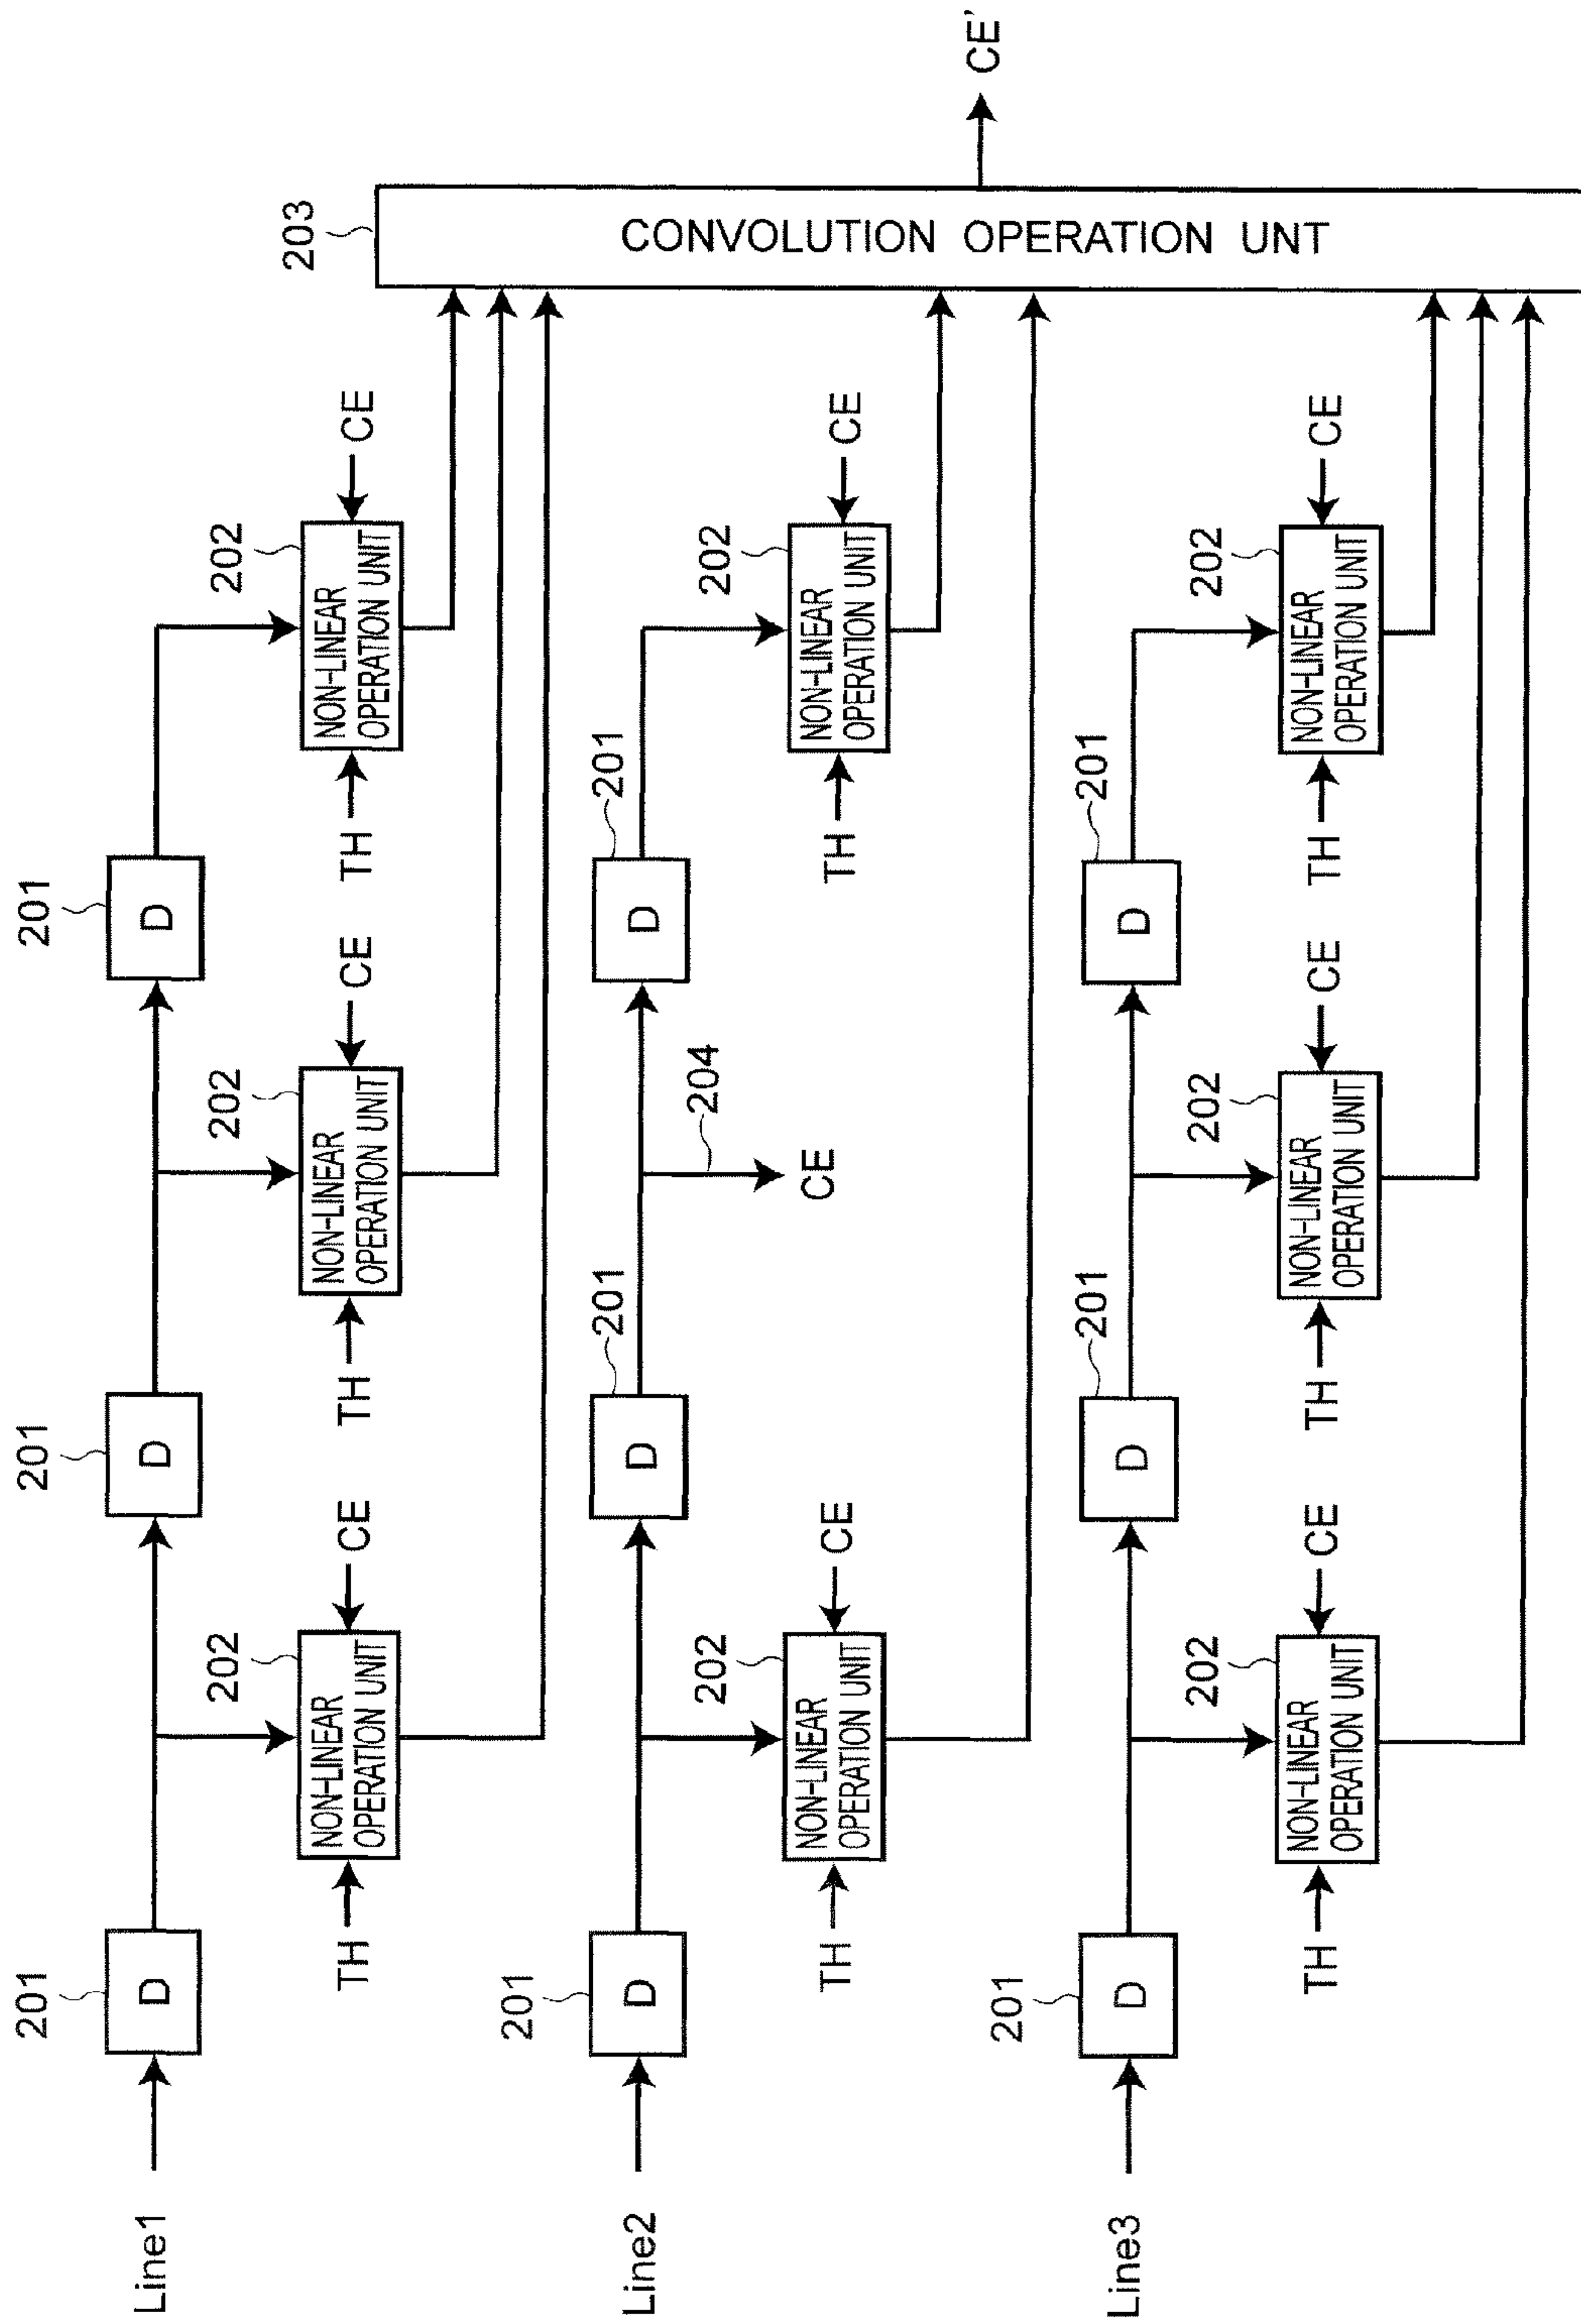 201
201
201
Line1
D
D
D
202
202
202
203
TH
NON-LINEAR
OPERATION UNIT
CE
TH
NON-LINEAR
OPERATION UNIT
CE
TH
NON-LINEAR
OPERATION UNIT
CE
CONVOLUTION OPERATION UNT
CE'
201
201
201
Line2
D
D
D
204
202
202
TH
NON-LINEAR
OPERATION UNIT
CE
CE
TH
NON-LINEAR
OPERATION UNIT
CE
201
201
201
Line3
D
D
D
202
202
202
TH
NON-LINEAR
OPERATION UNIT
CE
TH
NON-LINEAR
OPERATION UNIT
CE
TH
NON-LINEAR
OPERATION UNIT
CE